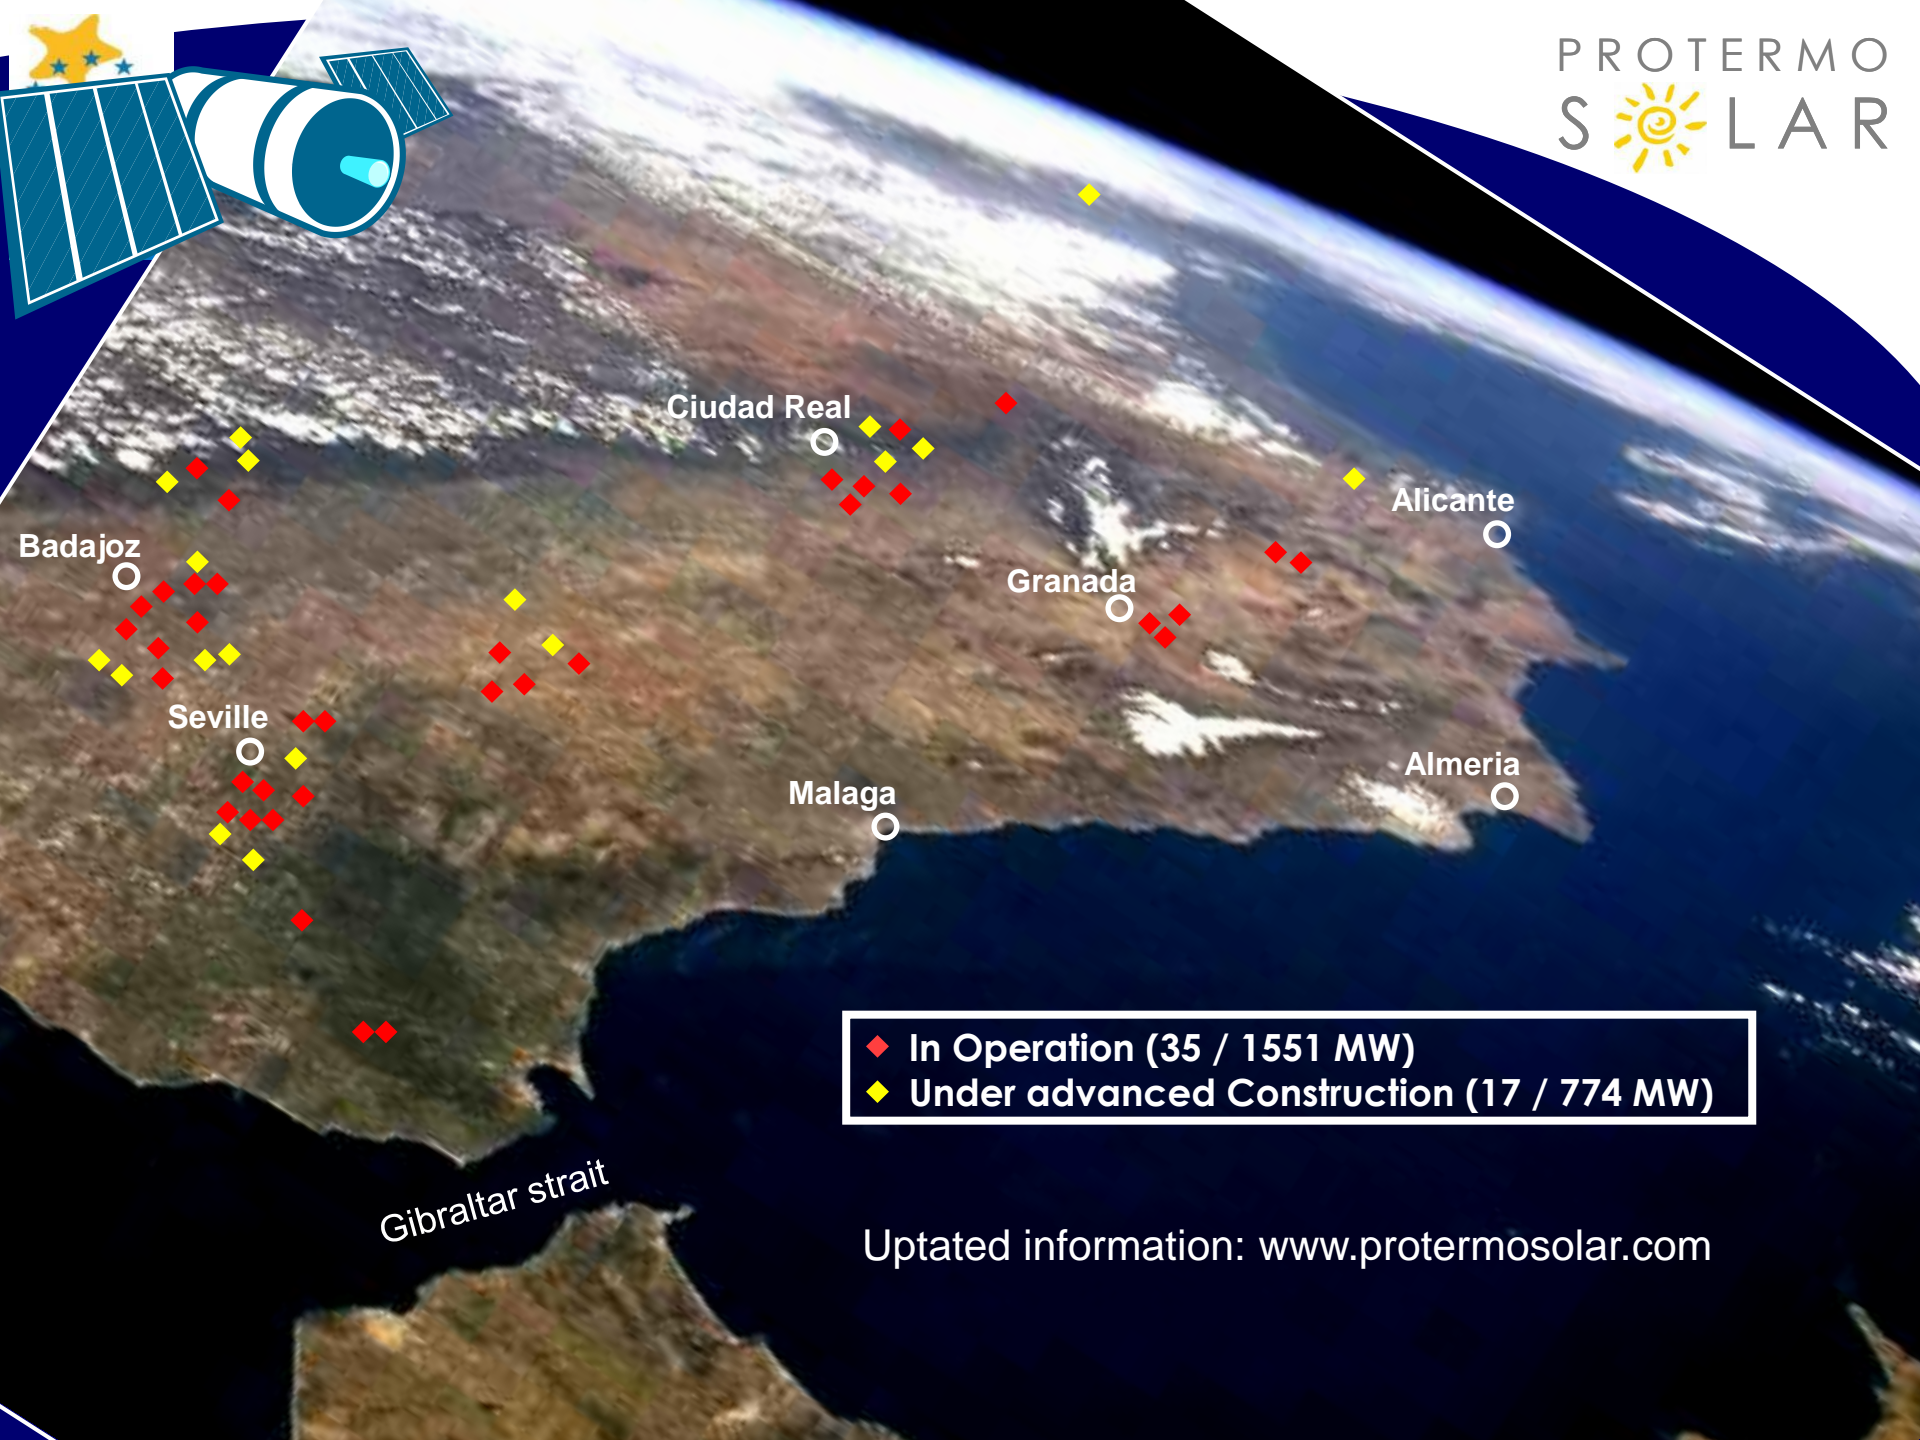 PROTERMO
SOLAR
Ciudad Real
Alicante
Badajoz
Granada
Seville
Almeria
Malaga
In Operation (35 / 1551 MW)
Under advanced Construction (17 / 774 MW)
Gibraltar strait
Uptated information: www.protermosolar.com